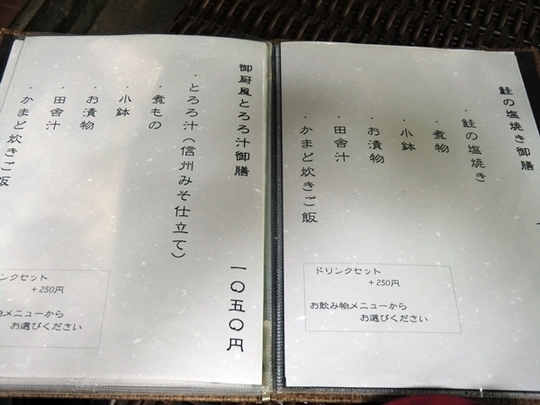 鮭の塩焼き御膳
・鮭の塩焼き
・煮物
・小鉢
・お漬物
・田舎汁
・かまど炊きご飯
ドリンクセット
+250円
お飲み物メニューから
お選びください
御厨風とろろ汁御膳
一〇五〇円
・とろろ汁(信州みそ仕立て)
・煮もの
・小鉢
・お漬物
・田舎汁
・かまど炊きご飯
ンクセット
+250円
物メニューから
お選びください